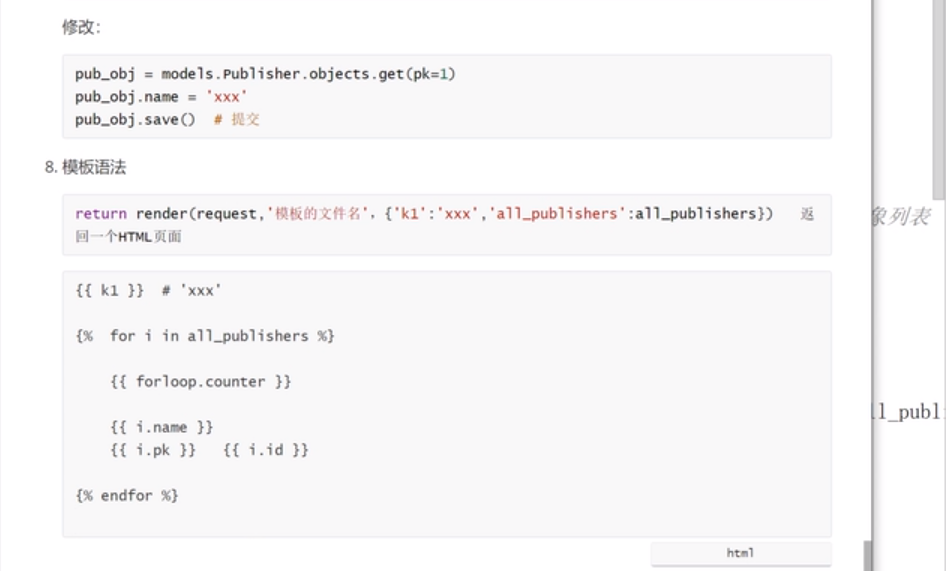 修改：
pub_obj = models.Publisher.objects.get(pk=1)
pub_obj.name = 'xxx'
pub_obj.save()  # 提交
8. 模板语法
return render(request,'模板的文件名',{'k1':'xxx','all_publishers':all_publishers})   返
回一个HTML页面
像列表
{{ k1 }}  # 'xxx'
{%  for i in all_publishers %}
{{ forloop.counter }}
ll_publ
{{ i.name }}
{{ i.pk }}   {{ i.id }}
{% endfor %}
html